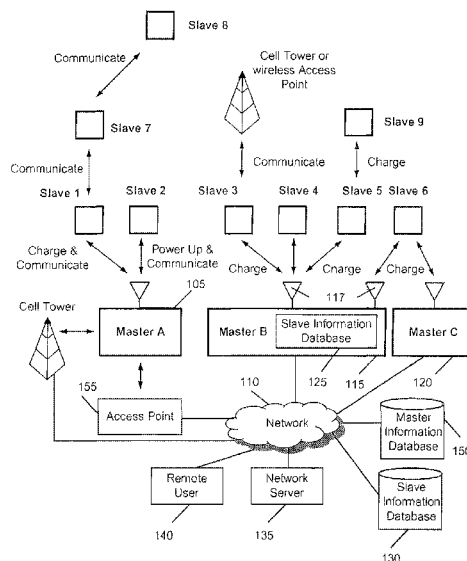 Slave 8
Communicate
Cell Tower or
wireless Access
Point
Slave 7
Slave 9
Communicate
Communicate
Charge
Slave 1
Slave 2
Slave 3
Slave 4
Slave 5
Slave 6
Charge &
Communicate
Power Up &
Communicate
Charge
Charge
Charge
Cell Tower
105
117
Master A
Master B
Slave Information
Database
Master C
155
110
125
115
120
Access Point
Network
Master
Information
Database
150
Remote
User
Network
Server
Slave
Information
Database
140
135
130